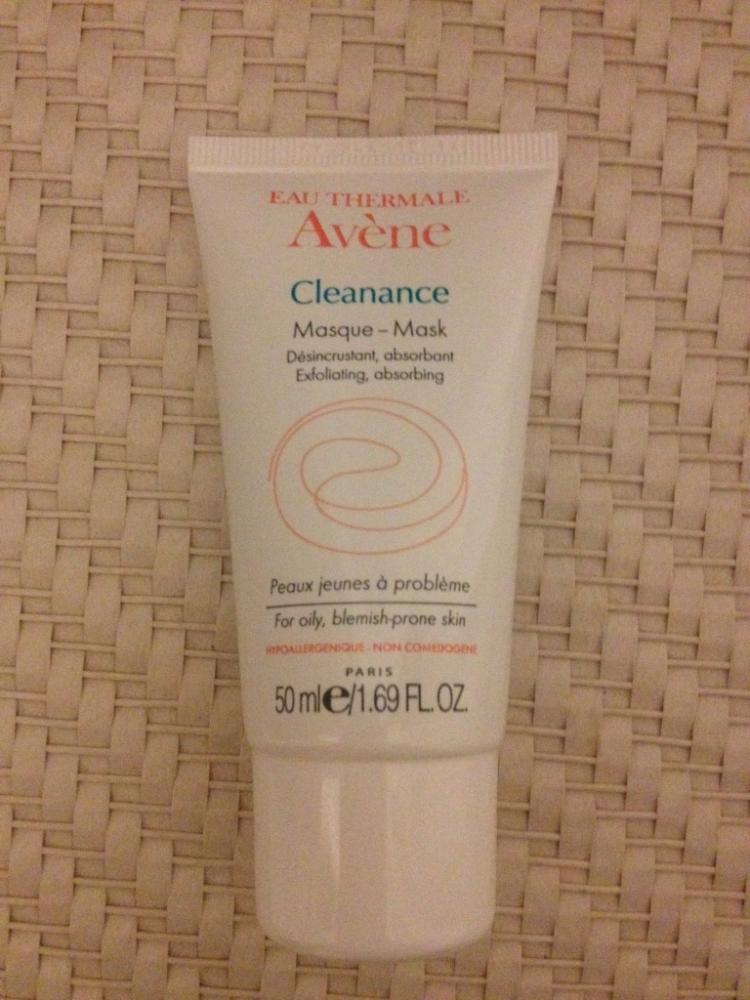 EAU THERMALE
Avène
Cleanance
Masque – Mask
Désincrustant, absorbant
Exfoliating, absorbing
Peaux jeunes à problème
For oily, blemish-prone skin
HYPOALLERGENIQUE - NON COMEDOGENE
PARIS
50 ml e/1.69 FL. OZ.